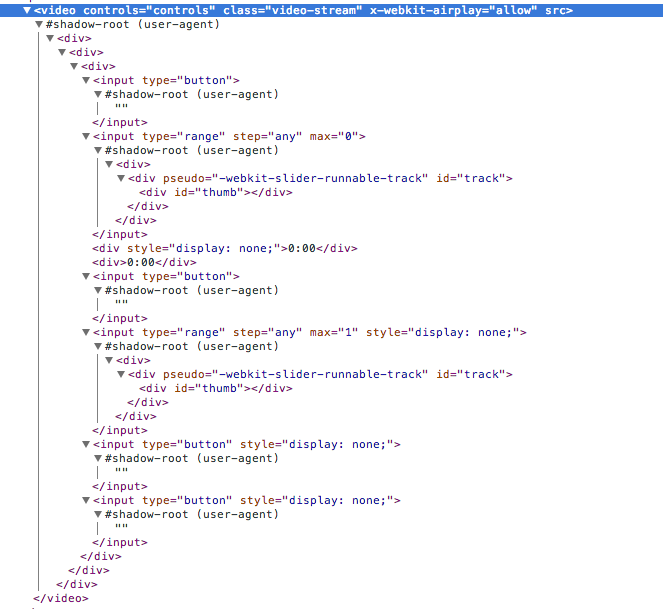 <video controls="controls" class="video-stream" x-webkit-airplay="allow" src>
#shadow-root (user-agent)
<div>
<div>
<div>
<input type="button">
#shadow-root (user-agent)
""
</input>
<input type="range" step="any" max="0">
#shadow-root (user-agent)
<div>
<div pseudo="-webkit-slider-runnable-track" id="track">
<div id="thumb"></div>
</div>
</div>
</input>
<div style="display: none;">0:00</div>
<div>0:00</div>
<input type="button">
#shadow-root (user-agent)
""
</input>
<input type="range" step="any" max="1" style="display: none;">
#shadow-root (user-agent)
<div>
<div pseudo="-webkit-slider-runnable-track" id="track">
<div id="thumb"></div>
</div>
</div>
</input>
<input type="button" style="display: none;">
#shadow-root (user-agent)
""
</input>
<input type="button" style="display: none;">
#shadow-root (user-agent)
""
</input>
</div>
</div>
</div>
</video>